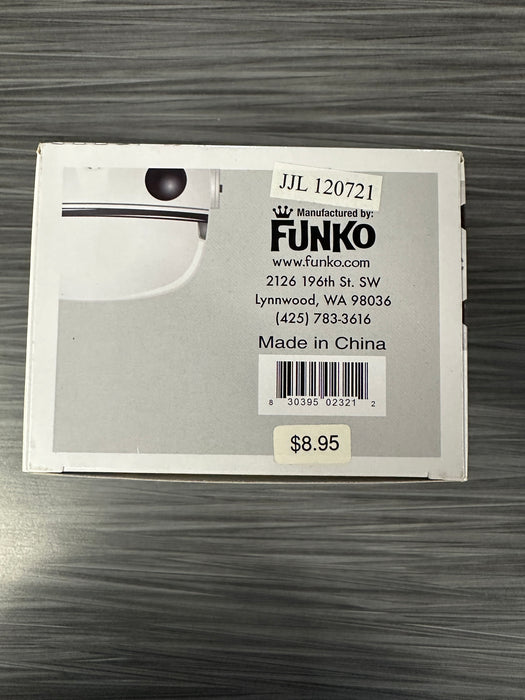 JJL 120721
Manufactured by:
FUNKO
www.funko.com
2126 196th St. SW
Lynnwood, WA 98036
(425) 783-3616
Made in China
8 30395 02321 2
$8.95